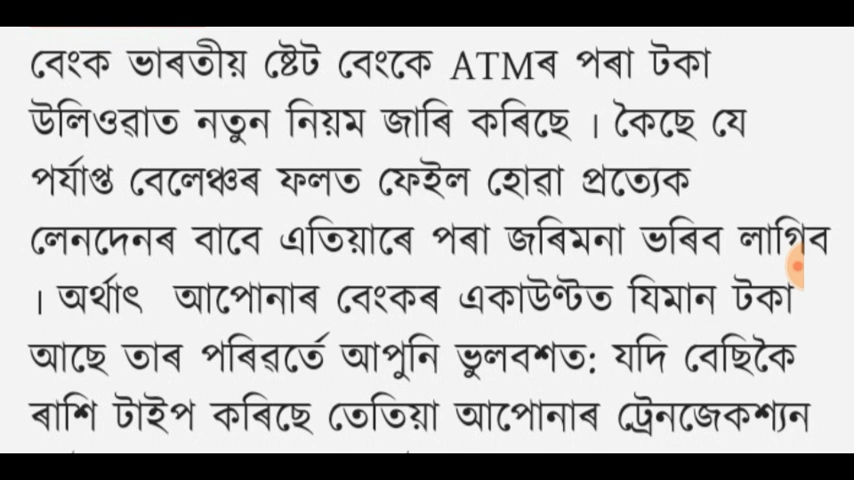 বেংক ভাৰতীয় ষ্টেট বেংকে ATMৰ পৰা টকা
উলিওৱাত নতুন নিয়ম জাৰি কৰিছে । কৈছে যে
পৰ্যাপ্ত বেলেঞ্চৰ ফলত ফেইল হোৱা প্ৰত্যেক
লেনদেনৰ বাবে এতিয়াৰে পৰা জৰিমনা ভৰিব লাগিব
। অৰ্থাৎ আপোনাৰ বেংকৰ একাউণ্টত যিমান টকা
আছে তাৰ পৰিৱৰ্তে আপুনি ভুলবশত: যদি বেছিকৈ
ৰাশি টাইপ কৰিছে তেতিয়া আপোনাৰ ট্ৰেনজেকশ্যন